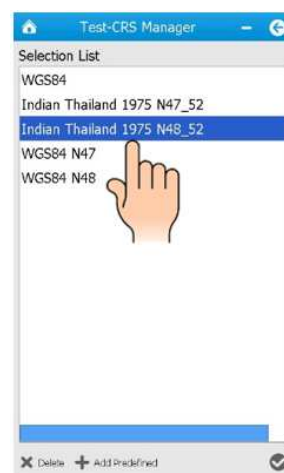 Test-CRS Manager
Selection List
WGS84
Indian Thailand 1975 N47_52
Indian Thailand 1975 N48_52
WGS84 N47
WGS84 N48
Delete Add Predefined